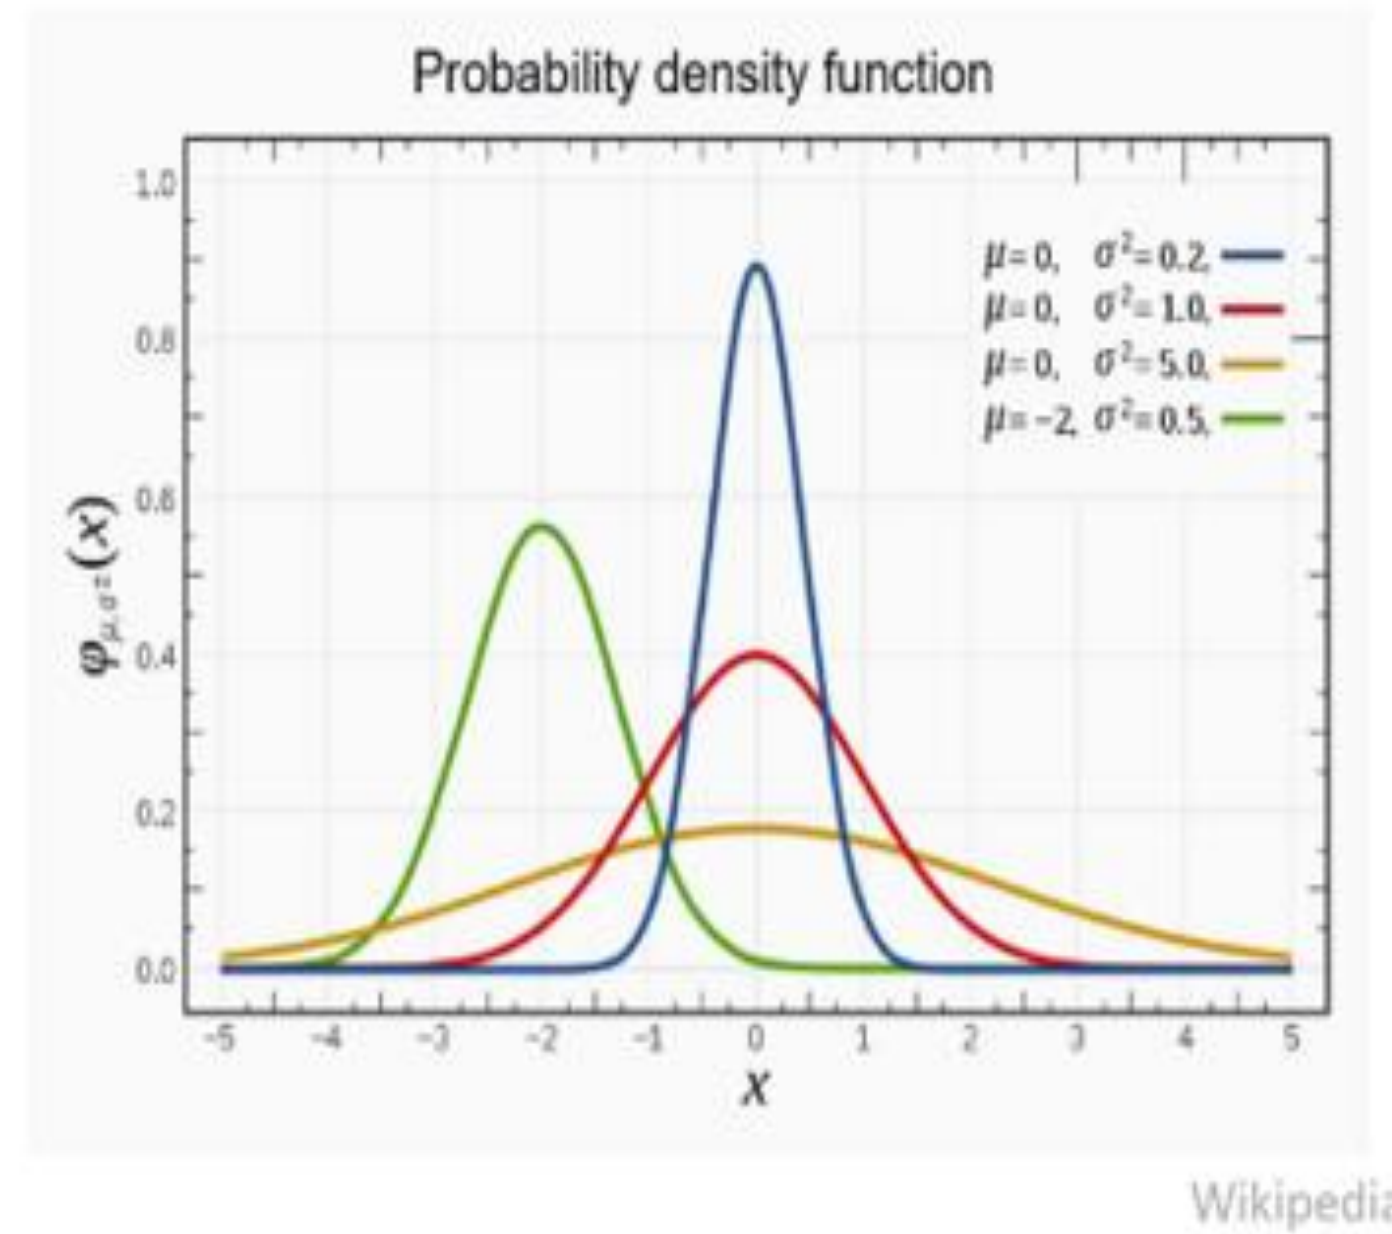 Probability density function
1.0
0.8
0.6
0.4
0.2
0.0
φμ,σ²(x)
μ= 0, σ²= 0.2,
μ= 0, σ²= 1.0,
μ= 0, σ²= 5.0,
μ= −2, σ²= 0.5,
−5 −4 −3 −2 −1 0 1 2 3 4 5
x
Wikipedia